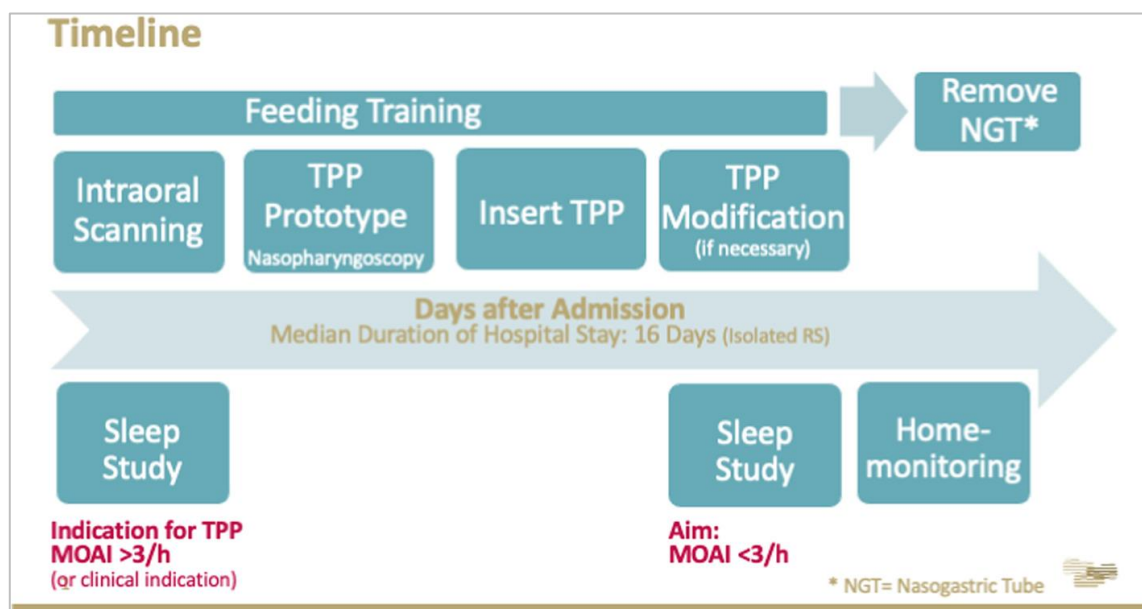 Timeline
Feeding Training
Remove
NGT*
Intraoral
Scanning
TPP
Prototype
Nasopharyngoscopy
Insert TPP
TPP
Modification
(if necessary)
Days after Admission
Median Duration of Hospital Stay: 16 Days (Isolated RS)
Sleep
Study
Sleep
Study
Home-
monitoring
Indication for TPP
MOAI >3/h
(or clinical indication)
Aim:
MOAI <3/h
* NGT= Nasogastric Tube